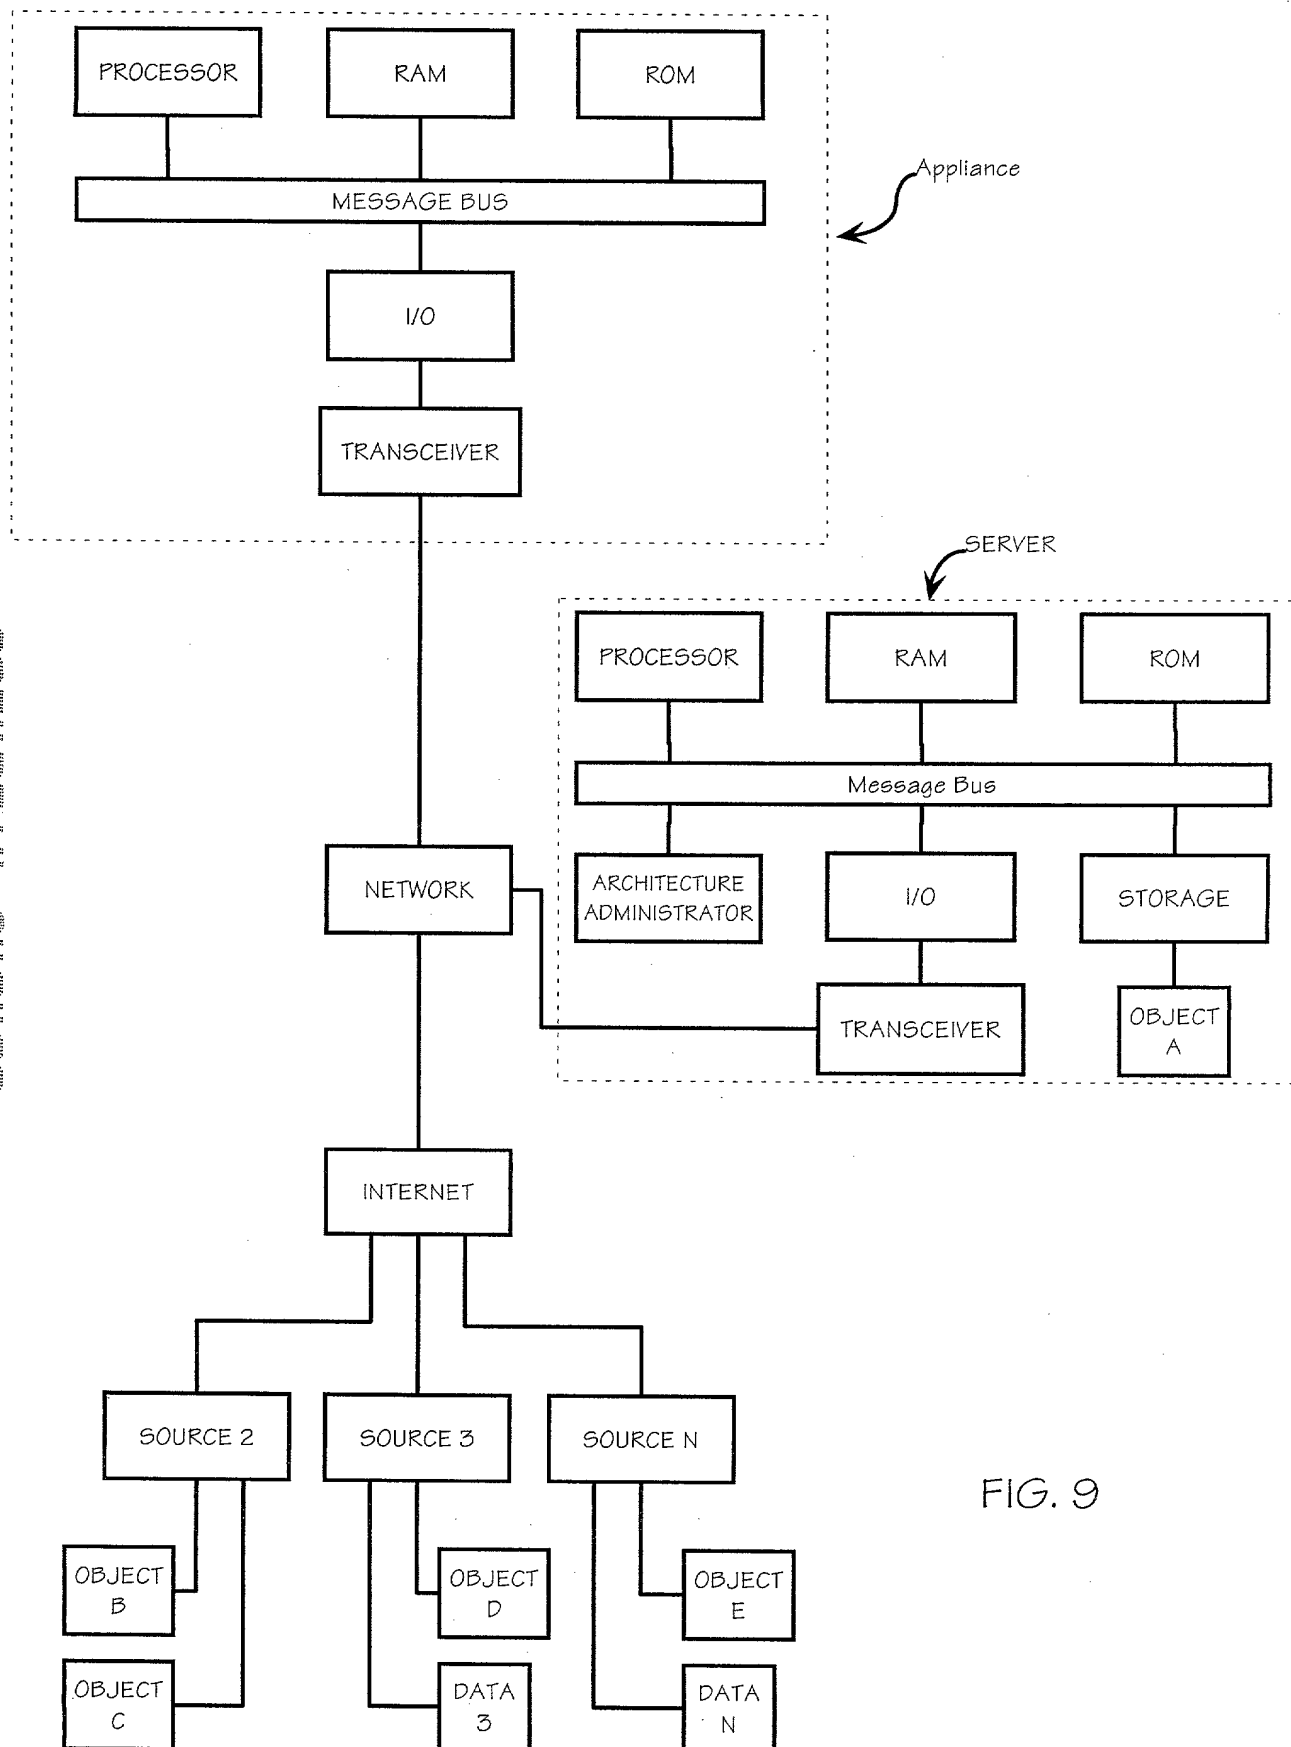 PROCESSOR
RAM
ROM
MESSAGE BUS
Appliance
I/O
TRANSCEIVER
SERVER
PROCESSOR
RAM
ROM
Message Bus
NETWORK
ARCHITECTURE
ADMINISTRATOR
I/O
STORAGE
TRANSCEIVER
OBJECT
A
INTERNET
SOURCE 2
SOURCE 3
SOURCE N
FIG. 9
OBJECT
B
OBJECT
D
OBJECT
E
OBJECT
C
DATA
3
DATA
N